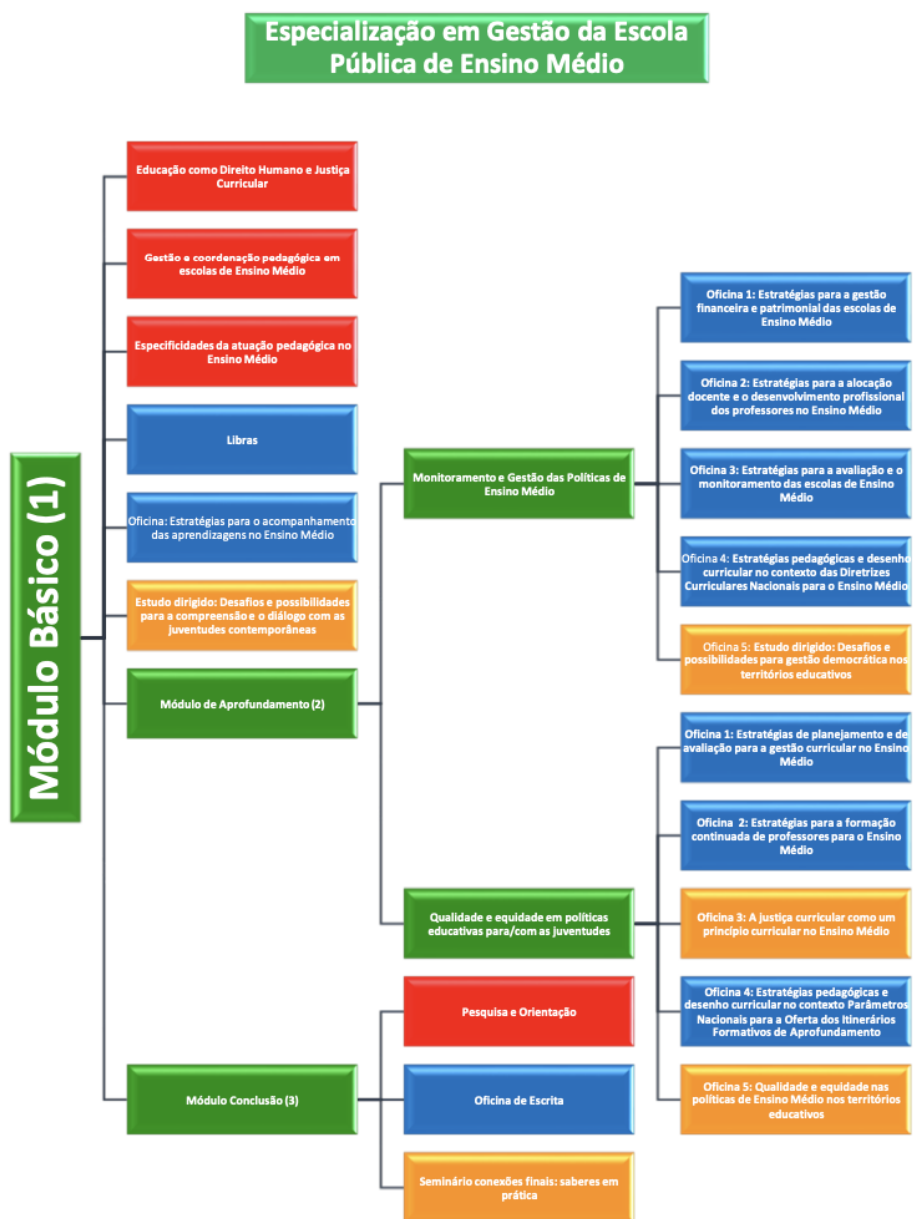 Especialização em Gestão da Escola
Pública de Ensino Médio
Módulo Básico (1)
Educação como Direito Humano e Justiça
Curricular
Gestão e coordenação pedagógica em
escolas de Ensino Médio
Especificidades da atuação pedagógica no
Ensino Médio
Libras
Oficina: Estratégias para o acompanhamento
das aprendizagens no Ensino Médio
Estudo dirigido: Desafios e possibilidades
para a compreensão e o diálogo com as
juventudes contemporâneas
Módulo de Aprofundamento (2)
Monitoramento e Gestão das Políticas de
Ensino Médio
Oficina 1: Estratégias para a gestão
financeira e patrimonial das escolas de
Ensino Médio
Oficina 2: Estratégias para a alocação
docente e o desenvolvimento profissional
dos professores no Ensino Médio
Oficina 3: Estratégias para a avaliação e o
monitoramento das escolas de Ensino
Médio
Oficina 4: Estratégias pedagógicas e desenho
curricular no contexto das Diretrizes
Curriculares Nacionais para o Ensino Médio
Oficina 5: Estudo dirigido: Desafios e
possibilidades para gestão democrática nos
territórios educativos
Qualidade e equidade em políticas
educativas para/com as juventudes
Oficina 1: Estratégias de planejamento e de
avaliação para a gestão curricular no Ensino
Médio
Oficina 2: Estratégias para a formação
continuada de professores para o Ensino
Médio
Oficina 3: A justiça curricular como um
princípio curricular no Ensino Médio
Oficina 4: Estratégias pedagógicas e
desenho curricular no contexto Parâmetros
Nacionais para a Oferta dos Itinerários
Formativos de Aprofundamento
Oficina 5: Qualidade e equidade nas
políticas de Ensino Médio nos territórios
educativos
Módulo Conclusão (3)
Pesquisa e Orientação
Oficina de Escrita
Seminário conexões finais: saberes em
prática